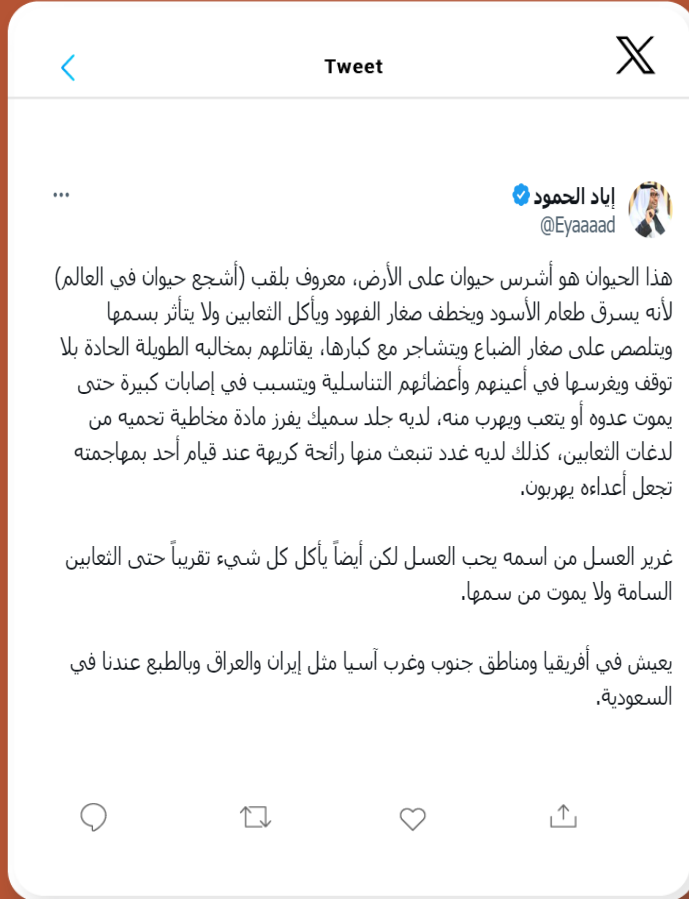 Tweet
إياد الحمود
@Eyaaaad
هذا الحيوان هو أشرس حيوان على الأرض، معروف بلقب (أشجع حيوان في العالم)
لأنه يسرق طعام الأسود ويخطف صغار الفهود ويأكل الثعابين ولا يتأثر بسمها
ويتلصص على صغار الضباع ويتشاجر مع كبارها، يقاتلهم بمخالبه الطويلة الحادة بلا
توقف ويغرسها في أعينهم وأعضائهم التناسلية ويتسبب في إصابات كبيرة حتى
يموت عدوه أو يتعب ويهرب منه، لديه جلد سميك يفرز مادة مخاطية تحميه من
لدغات الثعابين، كذلك لديه غدد تنبعث منها رائحة كريهة عند قيام أحد بمهاجمته
تجعل أعداءه يهربون.
غرير العسل من اسمه يحب العسل لكن أيضاً يأكل كل شيء تقريباً حتى الثعابين
السامة ولا يموت من سمها.
يعيش في أفريقيا ومناطق جنوب وغرب آسيا مثل إيران والعراق وبالطبع عندنا في
السعودية.